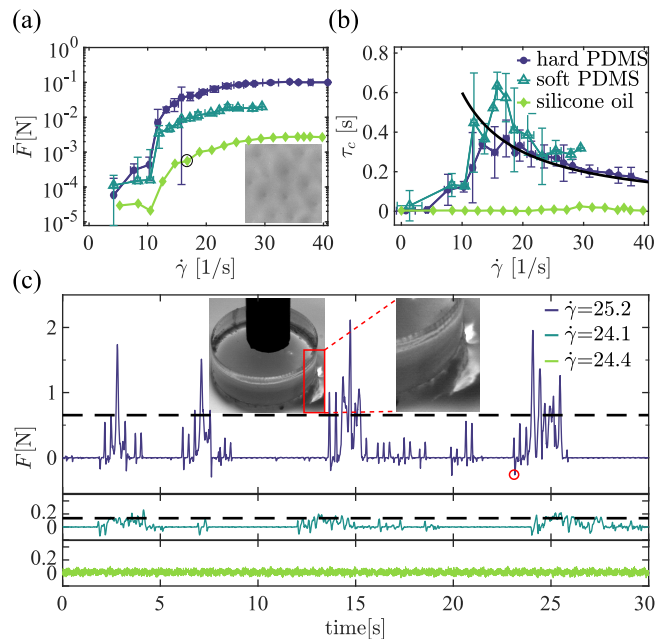 (a)
(b)
10⁰
10⁻¹
10⁻²
10⁻³
10⁻⁴
10⁻⁵
F̄[N]
0 10 20 30 40
γ̇ [1/s]
0.8
0.6
0.4
0.2
0
τc [s]
hard PDMS
soft PDMS
silicone oil
0 10 20 30 40
γ̇ [1/s]
(c)
γ̇=25.2
γ̇=24.1
γ̇=24.4
2
1
0
F[N]
0.2
0
0.2
0
0 5 10 15 20 25 30
time[s]